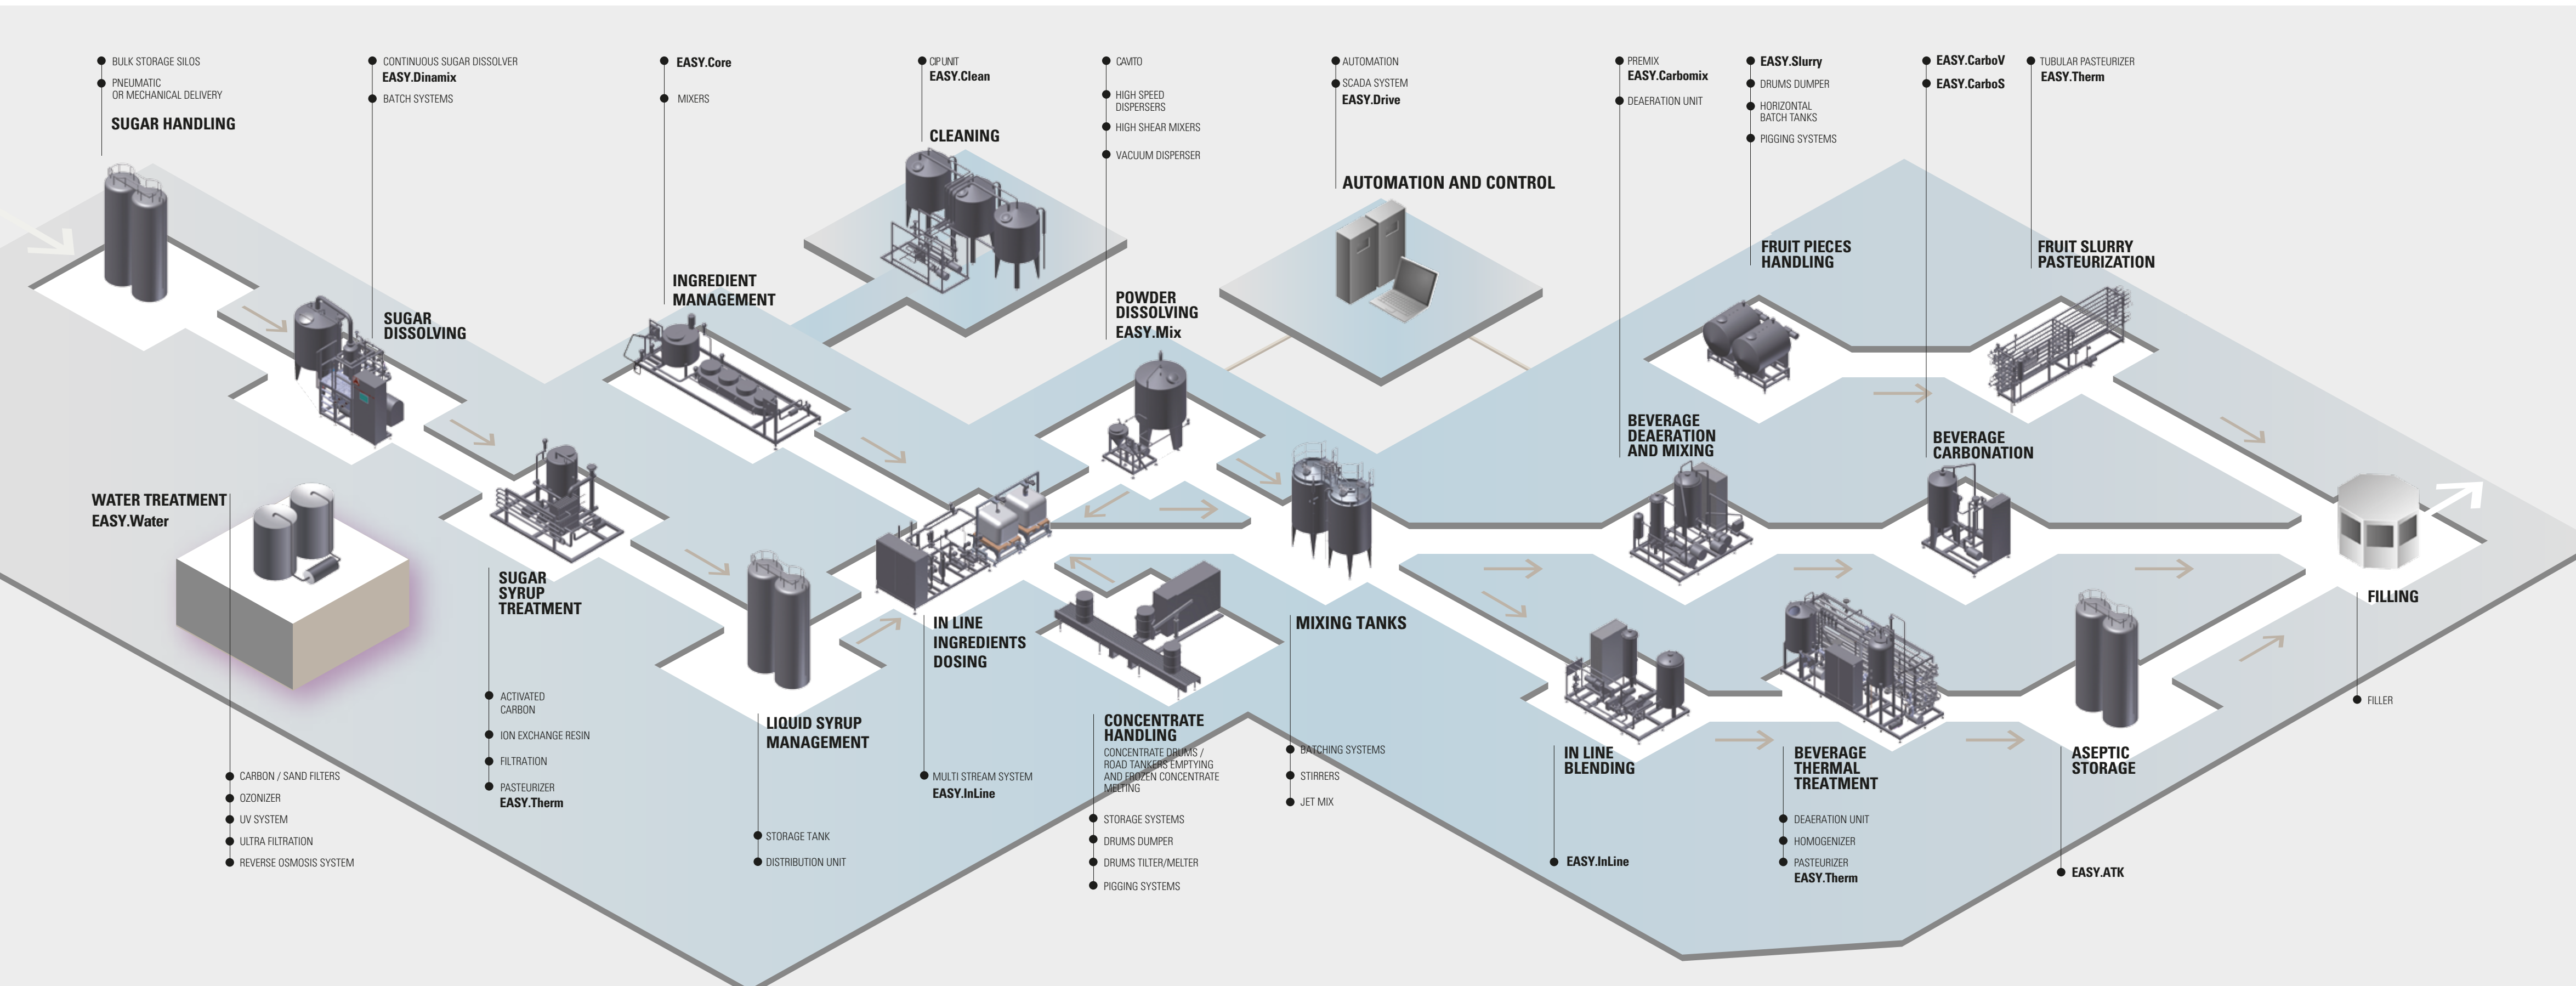 BULK STORAGE SILOS
PNEUMATIC
OR MECHANICAL DELIVERY
SUGAR HANDLING
CONTINUOUS SUGAR DISSOLVER
EASY.Dinamix
BATCH SYSTEMS
SUGAR
DISSOLVING
EASY.Core
MIXERS
INGREDIENT
MANAGEMENT
CIP UNIT
EASY.Clean
CLEANING
CAVITO
HIGH SPEED
DISPERSERS
HIGH SHEAR MIXERS
VACUUM DISPERSER
POWDER
DISSOLVING
EASY.Mix
AUTOMATION
SCADA SYSTEM
EASY.Drive
AUTOMATION AND CONTROL
PREMIX
EASY.Carbomix
DEAERATION UNIT
BEVERAGE
DEAERATION
AND MIXING
EASY.Slurry
DRUMS DUMPER
HORIZONTAL
BATCH TANKS
PIGGING SYSTEMS
FRUIT PIECES
HANDLING
EASY.CarboV
EASY.CarboS
BEVERAGE
CARBONATION
TUBULAR PASTEURIZER
EASY.Therm
FRUIT SLURRY
PASTEURIZATION
WATER TREATMENT
EASY.Water
CARBON / SAND FILTERS
OZONIZER
UV SYSTEM
ULTRA FILTRATION
REVERSE OSMOSIS SYSTEM
SUGAR
SYRUP
TREATMENT
ACTIVATED
CARBON
ION EXCHANGE RESIN
FILTRATION
PASTEURIZER
EASY.Therm
LIQUID SYRUP
MANAGEMENT
STORAGE TANK
DISTRIBUTION UNIT
IN LINE
INGREDIENTS
DOSING
MULTI STREAM SYSTEM
EASY.InLine
CONCENTRATE
HANDLING
CONCENTRATE DRUMS /
ROAD TANKERS EMPTYING
AND FROZEN CONCENTRATE
MELTING
STORAGE SYSTEMS
DRUMS DUMPER
DRUMS TILTER/MELTER
PIGGING SYSTEMS
MIXING TANKS
BATCHING SYSTEMS
STIRRERS
JET MIX
IN LINE
BLENDING
EASY.InLine
BEVERAGE
THERMAL
TREATMENT
DEAERATION UNIT
HOMOGENIZER
PASTEURIZER
EASY.Therm
ASEPTIC
STORAGE
EASY.ATK
FILLING
FILLER